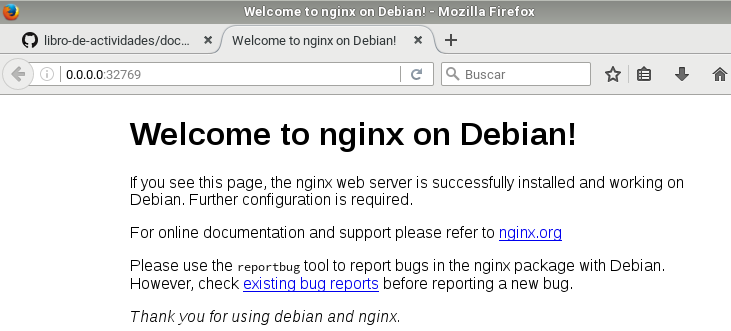 Welcome to nginx on Debian! - Mozilla Firefox
libro-de-actividades/doc...
Welcome to nginx on Debian!
0.0.0.0:32769
Buscar
Welcome to nginx on Debian!
If you see this page, the nginx web server is successfully installed and working on
Debian. Further configuration is required.
For online documentation and support please refer to nginx.org
Please use the reportbug tool to report bugs in the nginx package with Debian.
However, check existing bug reports before reporting a new bug.
Thank you for using debian and nginx.